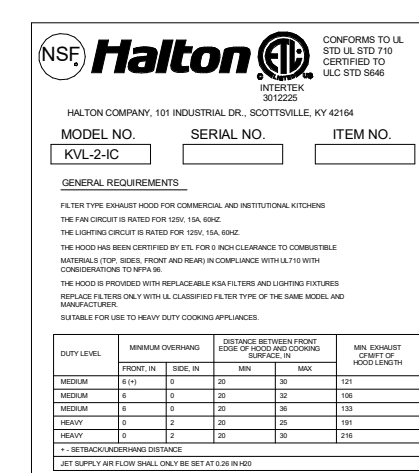 NSF Halton ETL
CONFORMS TO UL
STD UL STD 710
CERTIFIED TO
ULC STD S646
C LISTED US
INTERTEK
3012225
HALTON COMPANY, 101 INDUSTRIAL DR., SCOTTSVILLE, KY 42164
MODEL NO. SERIAL NO. ITEM NO.
KVL-2-IC
GENERAL REQUIREMENTS
FILTER TYPE EXHAUST HOOD FOR COMMERCIAL AND INSTITUTIONAL KITCHENS
THE FAN CIRCUIT IS RATED FOR 125V, 15A, 60HZ.
THE LIGHTING CIRCUIT IS RATED FOR 125V, 15A, 60HZ.
THE HOOD HAS BEEN CERTIFIED BY ETL FOR 0 INCH CLEARANCE TO COMBUSTIBLE
MATERIALS (TOP, SIDES, FRONT AND REAR) IN COMPLIANCE WITH UL710 WITH
CONSIDERATIONS TO NFPA 96.
THE HOOD IS PROVIDED WITH REPLACEABLE KSA FILTERS AND LIGHTING FIXTURES
REPLACE FILTERS ONLY WITH UL CLASSIFIED FILTER TYPE OF THE SAME MODEL AND
MANUFACTURER.
SUITABLE FOR USE TO HEAVY DUTY COOKING APPLIANCES.
DUTY LEVEL MINIMUM OVERHANG DISTANCE BETWEEN FRONT EDGE OF HOOD AND COOKING SURFACE, IN MIN. EXHAUST CFM/FT OF HOOD LENGTH
FRONT, IN SIDE, IN MIN MAX
MEDIUM 6 (+) 0 20 30 121
MEDIUM 6 0 20 32 106
MEDIUM 6 0 20 36 133
HEAVY 0 2 20 25 191
HEAVY 0 2 20 30 216
+ - SETBACK/UNDERHANG DISTANCE
JET SUPPLY AIR FLOW SHALL ONLY BE SET AT 0.26 IN H20